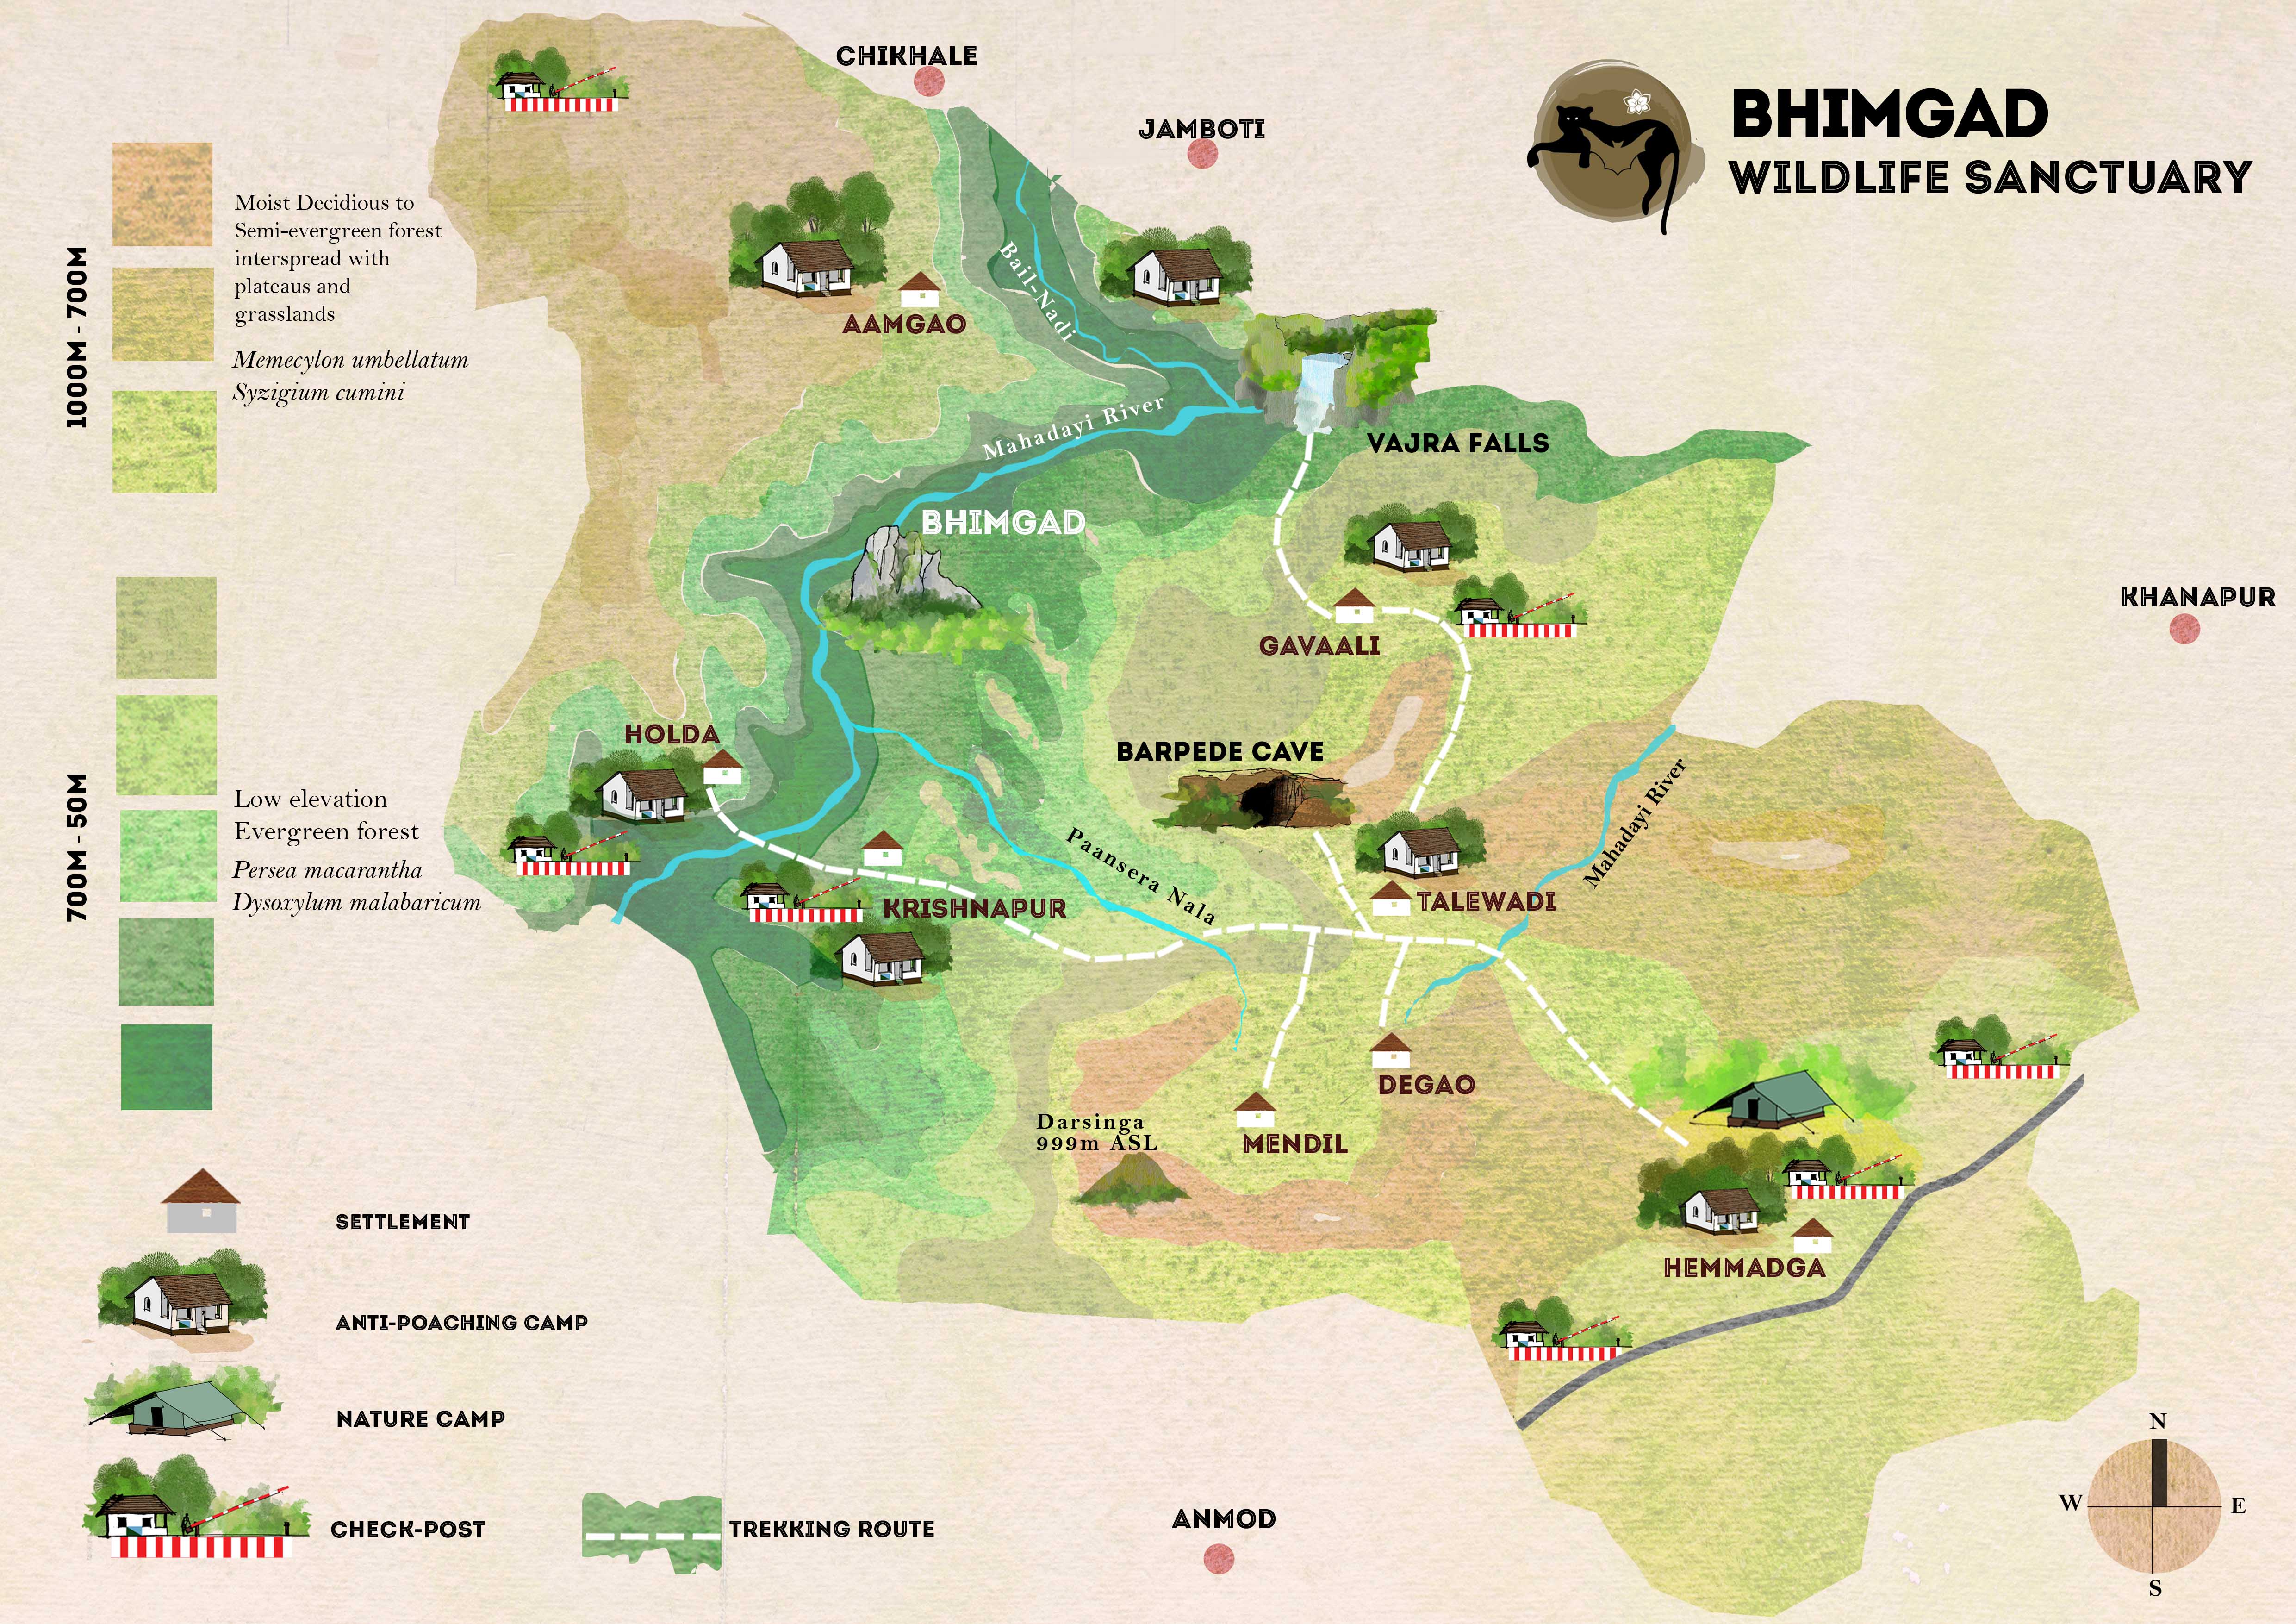 BHIMGAD
WILDLIFE SANCTUARY
CHIKHALE
JAMBOTI
KHANAPUR
ANMOD
1000M - 700M
Moist Decidious to
Semi-evergreen forest
interspread with
plateaus and
grasslands
Memecylon umbellatum
Syzigium cumini
700M - 50M
Low elevation
Evergreen forest
Persea macarantha
Dysoxylum malabaricum
AAMGAO
Bail-Nadi
Mahadayi River
VAJRA FALLS
BHIMGAD
GAVAALI
HOLDA
BARPEDE CAVE
Mahadayi River
Paansera Nala
KRISHNAPUR
TALEWADI
DEGAO
Darsinga
999m ASL
MENDIL
HEMMADGA
SETTLEMENT
ANTI-POACHING CAMP
NATURE CAMP
CHECK-POST
TREKKING ROUTE
N
W
E
S